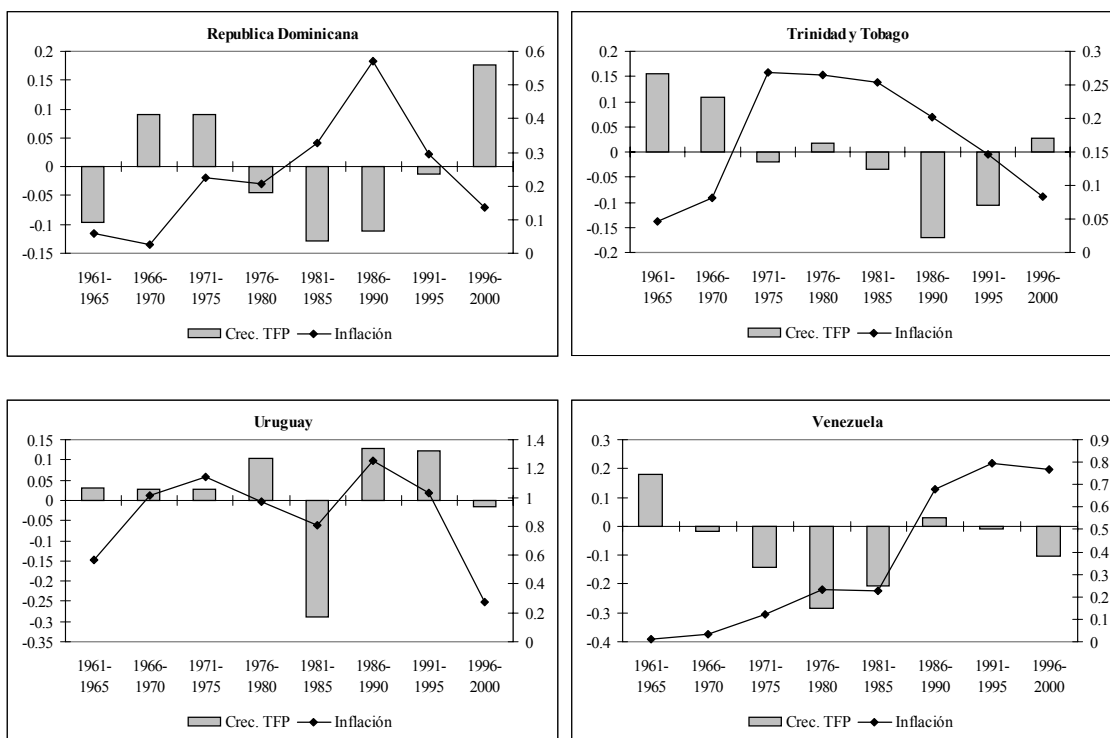 Republica Dominicana
0.2 0.6
0.15 0.5
0.1 0.4
0.05 0.3
0 0.2
-0.05 0.1
-0.1 0
-0.15
1961- 1966- 1971- 1976- 1981- 1986- 1991- 1996-
1965 1970 1975 1980 1985 1990 1995 2000
Crec. TFP Inflación
Trinidad y Tobago
0.2 0.3
0.15 0.25
0.1 0.2
0.05 0.15
0 0.1
-0.05 0.05
-0.1 0
-0.15
-0.2
1961- 1966- 1971- 1976- 1981- 1986- 1991- 1996-
1965 1970 1975 1980 1985 1990 1995 2000
Crec. TFP Inflación
Uruguay
0.15 1.4
0.1 1.2
0.05 1
0 0.8
-0.05 0.6
-0.1 0.4
-0.15 0.2
-0.2 0
-0.25
-0.3
-0.35
1961- 1966- 1971- 1976- 1981- 1986- 1991- 1996-
1965 1970 1975 1980 1985 1990 1995 2000
Crec. TFP Inflación
Venezuela
0.3 0.9
0.2 0.8
0.1 0.7
0 0.6
-0.1 0.5
-0.2 0.4
-0.3 0.3
-0.4 0.2
0.1
0
1961- 1966- 1971- 1976- 1981- 1986- 1991- 1996-
1965 1970 1975 1980 1985 1990 1995 2000
Crec. TFP Inflación